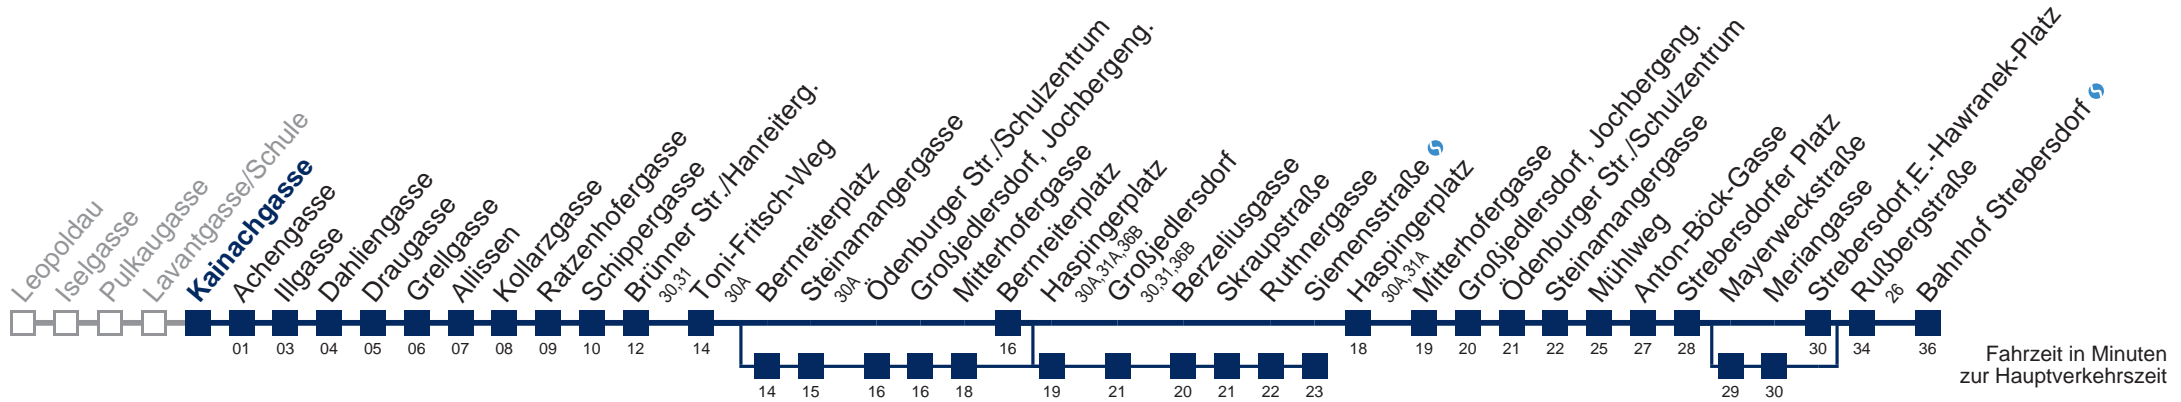 Leopoldau
Iselgasse
Pulkaugasse
Lavantgasse/Schule
Kainachgasse
Achengasse
Illgasse
Dahliengasse
Draugasse
Grellgasse
Allissen
Kollarzgasse
Ratzenhofergasse
Schippergasse
Brünner Str./Hanreiterg.
30,31
Toni-Fritsch-Weg
30A
Bernreiterplatz
Steinamangergasse
30A
Ödenburger Str./Schulzentrum
Großjedlersdorf, Jochbergeng.
Mitterhofergasse
Bernreiterplatz
Haspingerplatz
30A,31A,36B
Großjedlersdorf
30,31,36B
Berzeliusgasse
Skraupstraße
Ruthnergasse
Siemensstraße
Haspingerplatz
30A,31A
Mitterhofergasse
Großjedlersdorf, Jochbergeng.
Ödenburger Str./Schulzentrum
Steinamangergasse
Mühlweg
Anton-Böck-Gasse
Strebersdorfer Platz
Mayerweckstraße
Meriangasse
Strebersdorf,E.-Hawranek-Platz
Rußbergstraße
26
Bahnhof Strebersdorf
01 03 04 05 06 07 08 09 10 12 14 16 18 19 20 21 22 25 27 28 30 34 36
14 15 16 16 18 19 21 20 21 22 23 29 30
Fahrzeit in Minuten
zur Hauptverkehrszeit